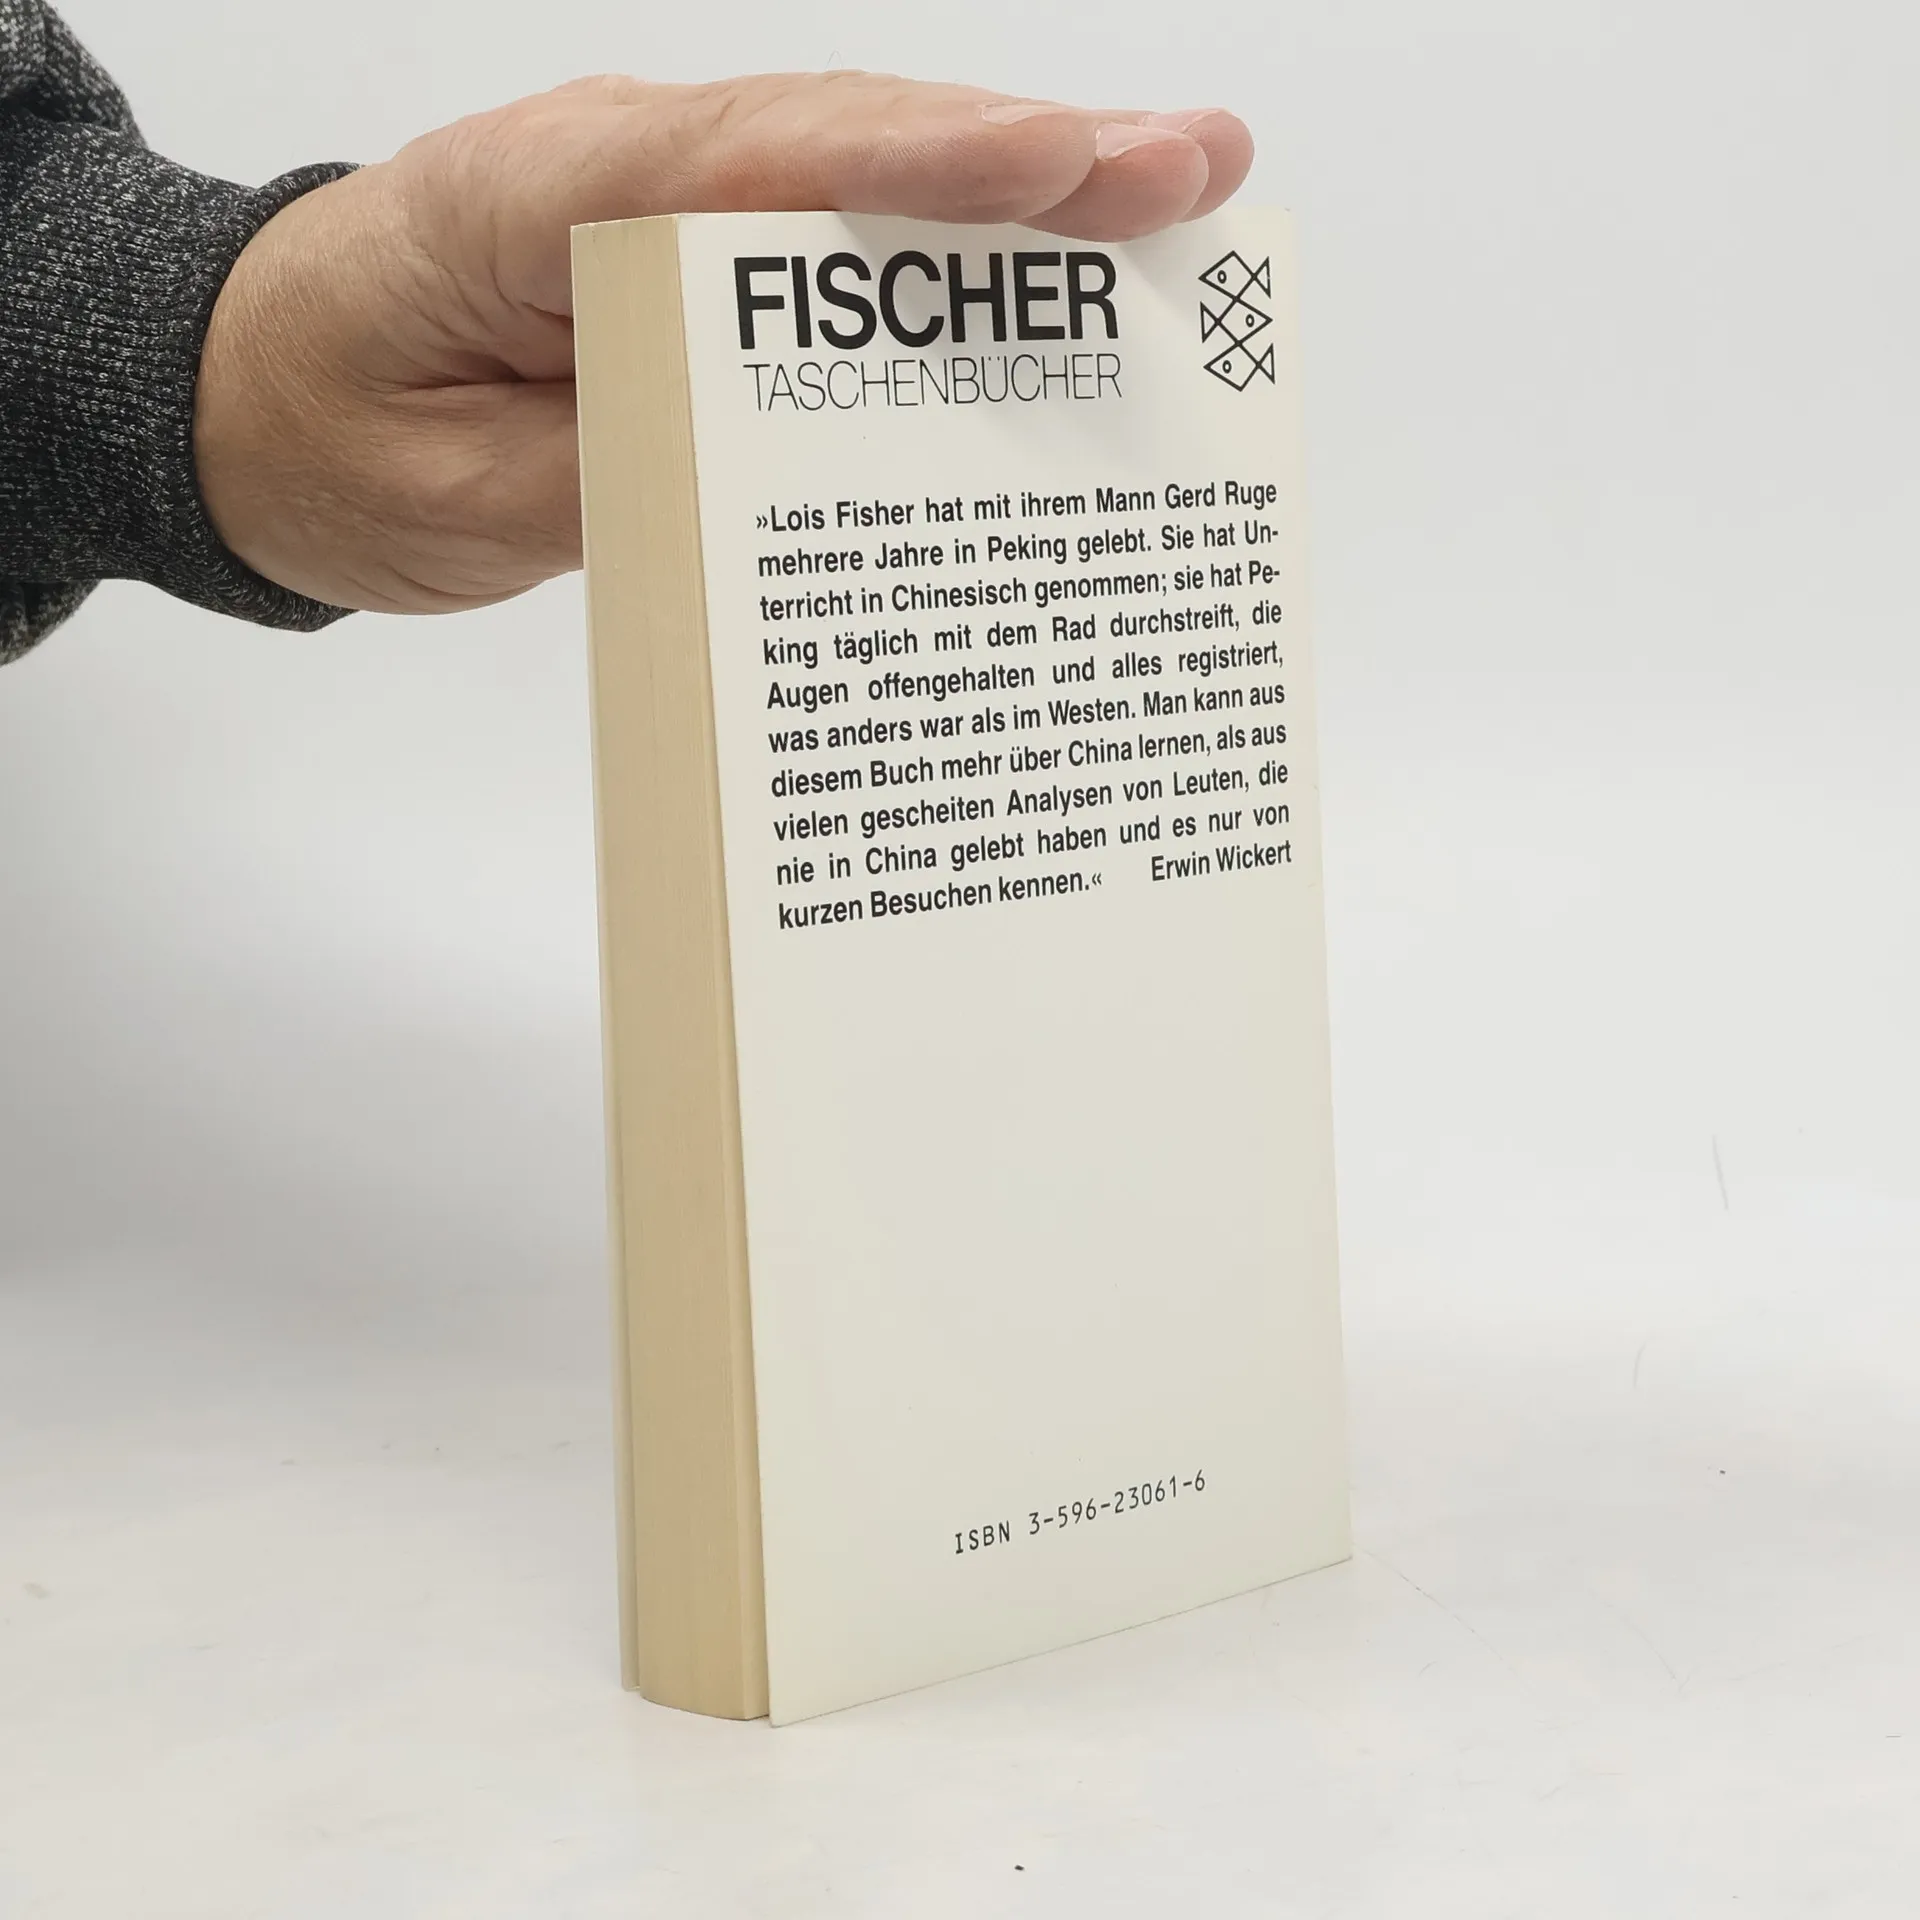 FISCHER
TASCHENBÜCHER
»Lois Fisher hat mit ihrem Mann Gerd Ruge
mehrere Jahre in Peking gelebt. Sie hat Un-
terricht in Chinesisch genommen; sie hat Pe-
king täglich mit dem Rad durchstreift, die
Augen offengehalten und alles registriert,
was anders war als im Westen. Man kann aus
diesem Buch mehr über China lernen, als aus
vielen gescheiten Analysen von Leuten, die
nie in China gelebt haben und es nur von
kurzen Besuchen kennen.« Erwin Wickert
ISBN 3-596-23061-6